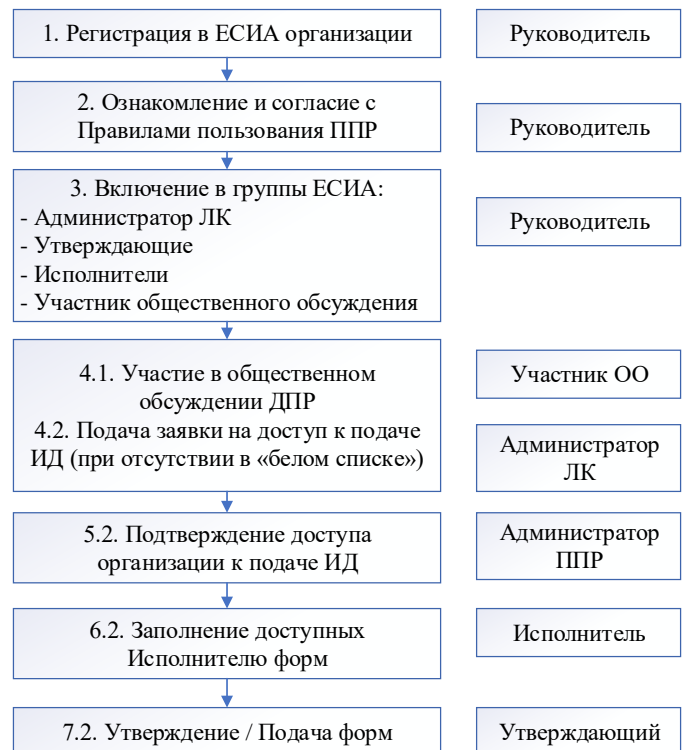 1. Регистрация в ЕСИА организации
Руководитель
2. Ознакомление и согласие с
Правилами пользования ППР
Руководитель
3. Включение в группы ЕСИА:
- Администратор ЛК
- Утверждающие
- Исполнители
- Участник общественного обсуждения
Руководитель
4.1. Участие в общественном
обсуждении ДПР
4.2. Подача заявки на доступ к подаче
ИД (при отсутствии в «белом списке»)
Участник ОО
Администратор
ЛК
5.2. Подтверждение доступа
организации к подаче ИД
Администратор
ППР
6.2. Заполнение доступных
Исполнителю форм
Исполнитель
7.2. Утверждение / Подача форм
Утверждающий